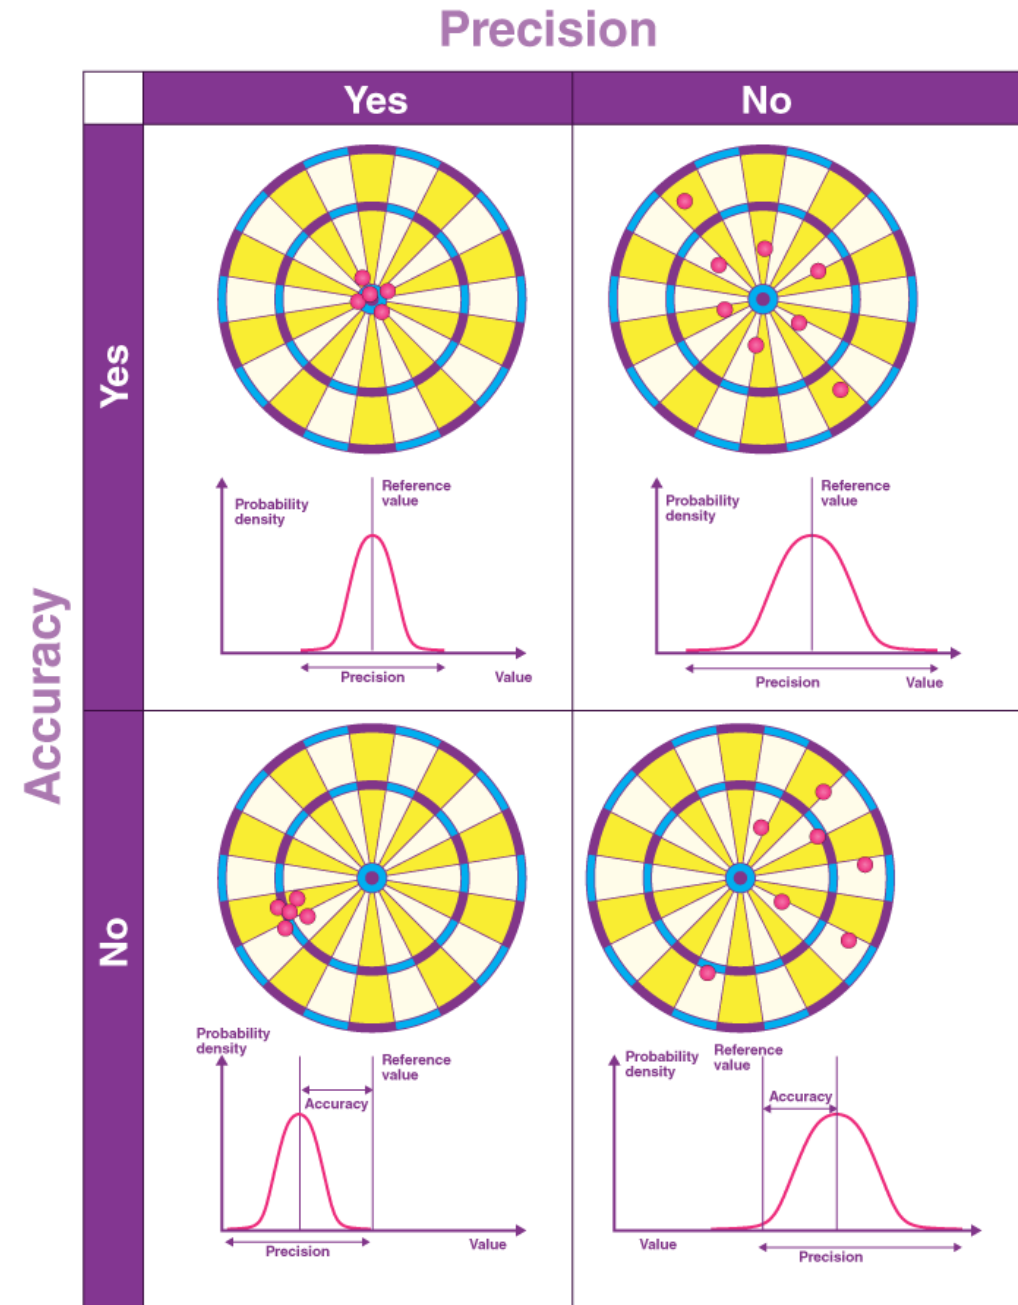 Precision
Yes
No
Accuracy
Yes
Probability
density
Reference
value
Precision
Value
Probability
density
Reference
value
Precision
Value
No
Probability
density
Reference
value
Accuracy
Precision
Value
Probability
density
Reference
value
Accuracy
Value
Precision